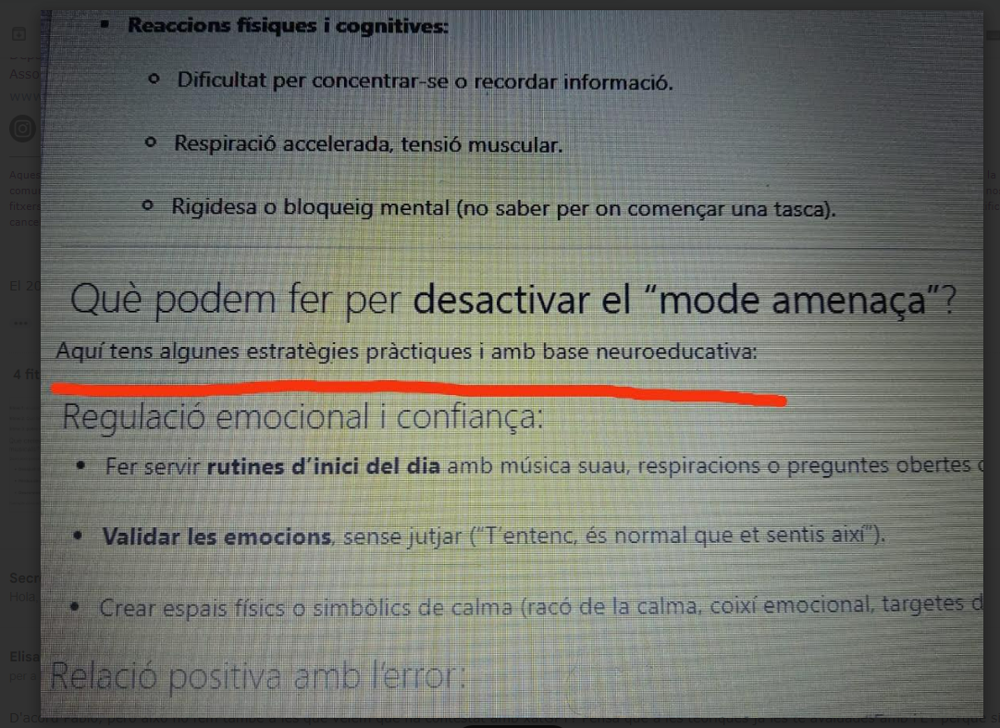 Reaccions físiques i cognitives:
Dificultat per concentrar-se o recordar informació.
Respiració accelerada, tensió muscular.
Rigidesa o bloqueig mental (no saber per on començar una tasca).
Què podem fer per desactivar el “mode amenaça”?
Aquí tens algunes estratègies pràctiques i amb base neuroeducativa:
Regulació emocional i confiança:
Fer servir rutines d’inici del dia amb música suau, respiracions o preguntes obertes
Validar les emocions, sense jutjar (“T’entenc, és normal que et sentis així”).
Crear espais físics o simbòlics de calma (racó de la calma, coixí emocional, targetes d
Relació positiva amb l’error: